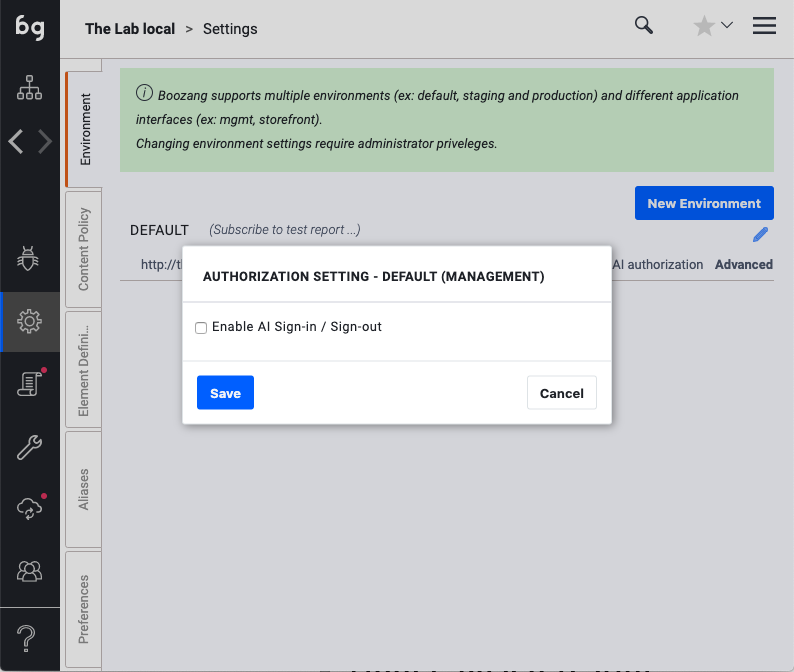 bg
The Lab local > Settings
Environment
Content Policy
Element Defini...
Aliases
Preferences
Boozang supports multiple environments (ex: default, staging and production) and different application
interfaces (ex: mgmt, storefront).
Changing environment settings require administrator priveleges.
New Environment
DEFAULT (Subscribe to test report ...)
http://t
AI authorization Advanced
AUTHORIZATION SETTING - DEFAULT (MANAGEMENT)
Enable AI Sign-in / Sign-out
Save Cancel